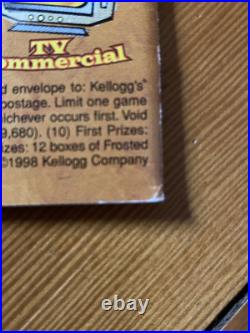 TV
ommercial
d envelope to: Kellogg's®
postage. Limit one game
hichever occurs first. Void
9,680). (10) First Prizes:
zes: 12 boxes of Frosted
©1998 Kellogg Company